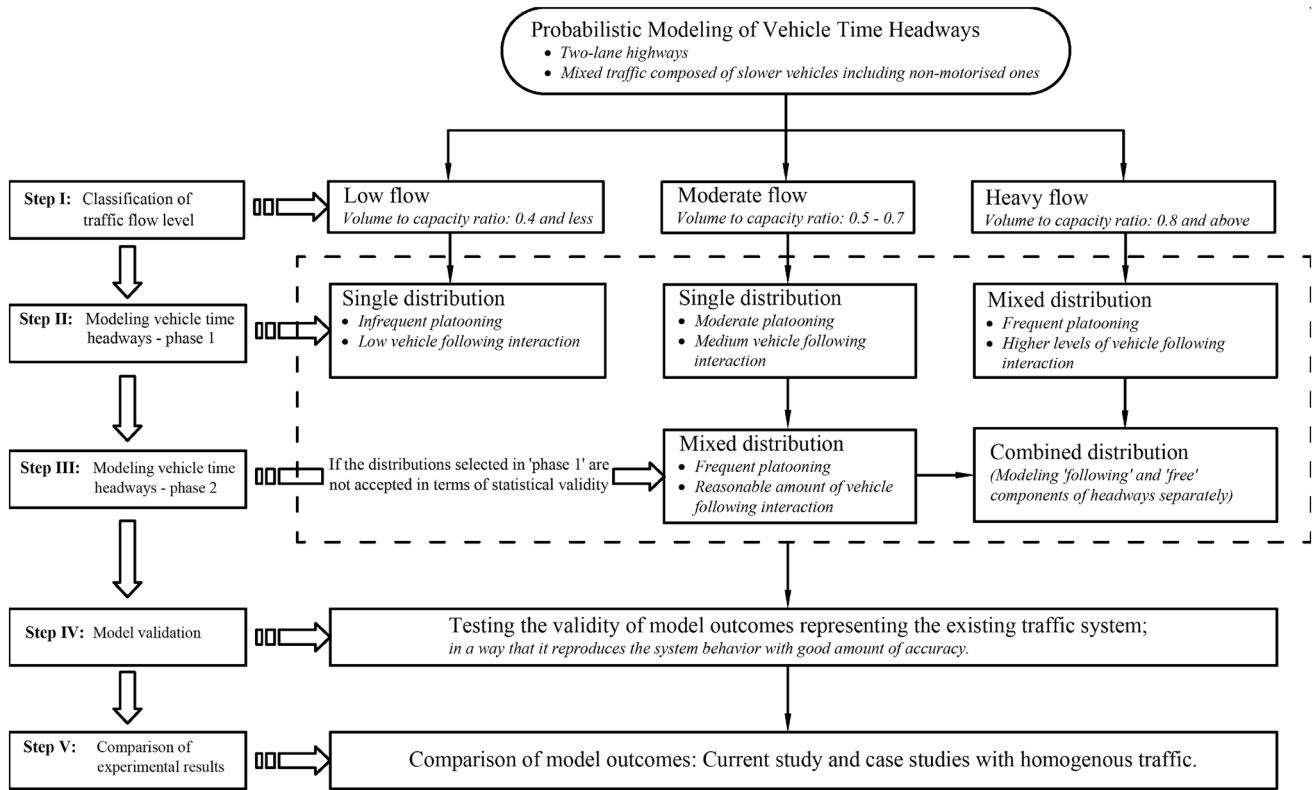 Probabilistic Modeling of Vehicle Time Headways
• Two-lane highways
• Mixed traffic composed of slower vehicles including non-motorised ones
Step I: Classification of
traffic flow level
Low flow
Volume to capacity ratio: 0.4 and less
Moderate flow
Volume to capacity ratio: 0.5 - 0.7
Heavy flow
Volume to capacity ratio: 0.8 and above
Step II: Modeling vehicle time
headways - phase 1
Single distribution
• Infrequent platooning
• Low vehicle following interaction
Single distribution
• Moderate platooning
• Medium vehicle following
interaction
Mixed distribution
• Frequent platooning
• Higher levels of vehicle following
interaction
Step III: Modeling vehicle time
headways - phase 2
If the distributions selected in 'phase 1' are
not accepted in terms of statistical validity
Mixed distribution
• Frequent platooning
• Reasonable amount of vehicle
following interaction
Combined distribution
(Modeling 'following' and 'free'
components of headways separately)
Step IV: Model validation
Testing the validity of model outcomes representing the existing traffic system;
in a way that it reproduces the system behavior with good amount of accuracy.
Step V: Comparison of
experimental results
Comparison of model outcomes: Current study and case studies with homogenous traffic.